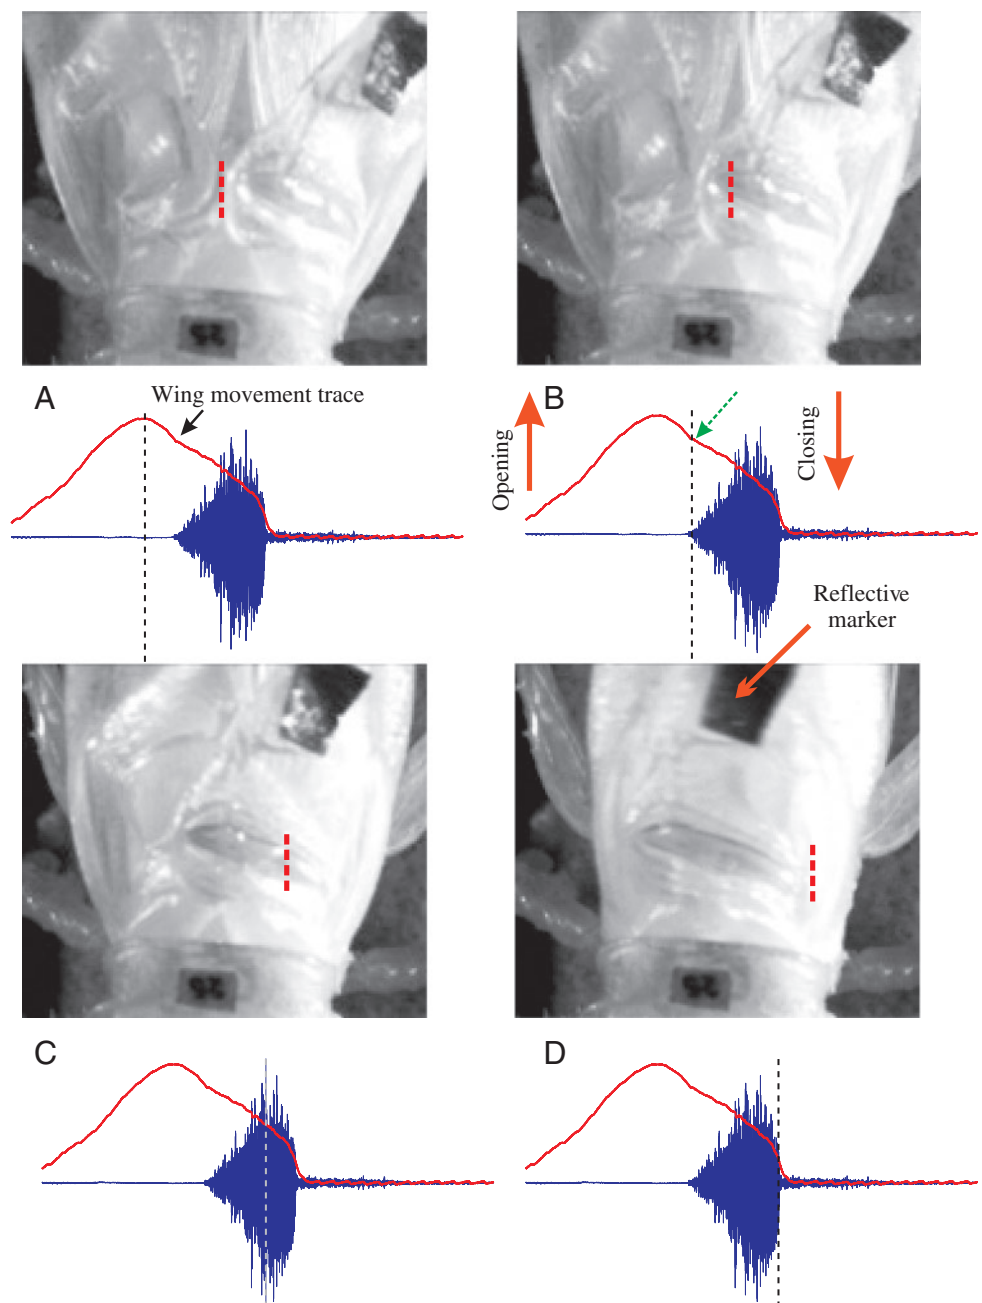 A
Wing movement trace
Opening
B
Closing
Reflective
marker
C
D